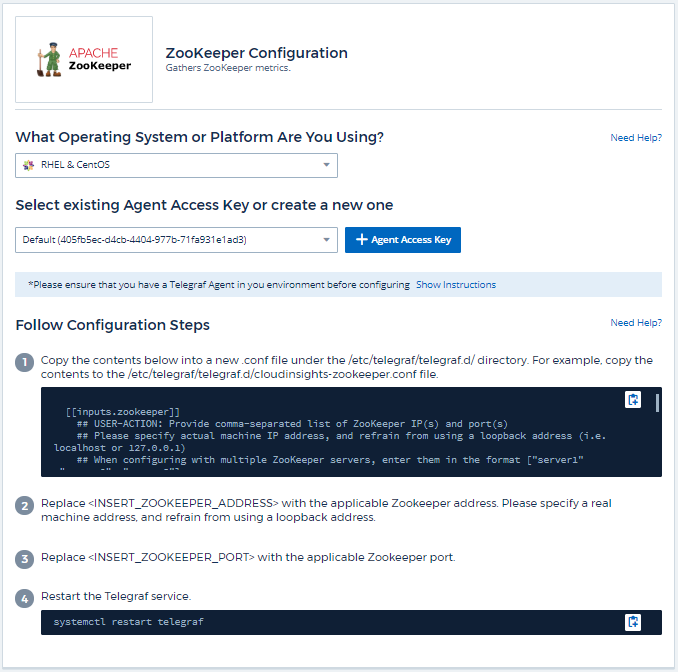 APACHE
ZooKeeper
ZooKeeper Configuration
Gathers ZooKeeper metrics.
What Operating System or Platform Are You Using?
Need Help?
RHEL & CentOS
Select existing Agent Access Key or create a new one
Default (405fb5ec-d4cb-4404-977b-71fa931e1ad3)
+ Agent Access Key
*Please ensure that you have a Telegraf Agent in you environment before configuring Show Instructions
Follow Configuration Steps
Need Help?
1 Copy the contents below into a new .conf file under the /etc/telegraf/telegraf.d/ directory. For example, copy the
contents to the /etc/telegraf/telegraf.d/cloudinsights-zookeeper.conf file.
[[inputs.zookeeper]]
## USER-ACTION: Provide comma-separated list of ZooKeeper IP(s) and port(s)
## Please specify actual machine IP address, and refrain from using a loopback address (i.e.
localhost or 127.0.0.1)
## When configuring with multiple ZooKeeper servers, enter them in the format ["server1"
2 Replace <INSERT_ZOOKEEPER_ADDRESS> with the applicable Zookeeper address. Please specify a real
machine address, and refrain from using a loopback address.
3 Replace <INSERT_ZOOKEEPER_PORT> with the applicable Zookeeper port.
4 Restart the Telegraf service.
systemctl restart telegraf